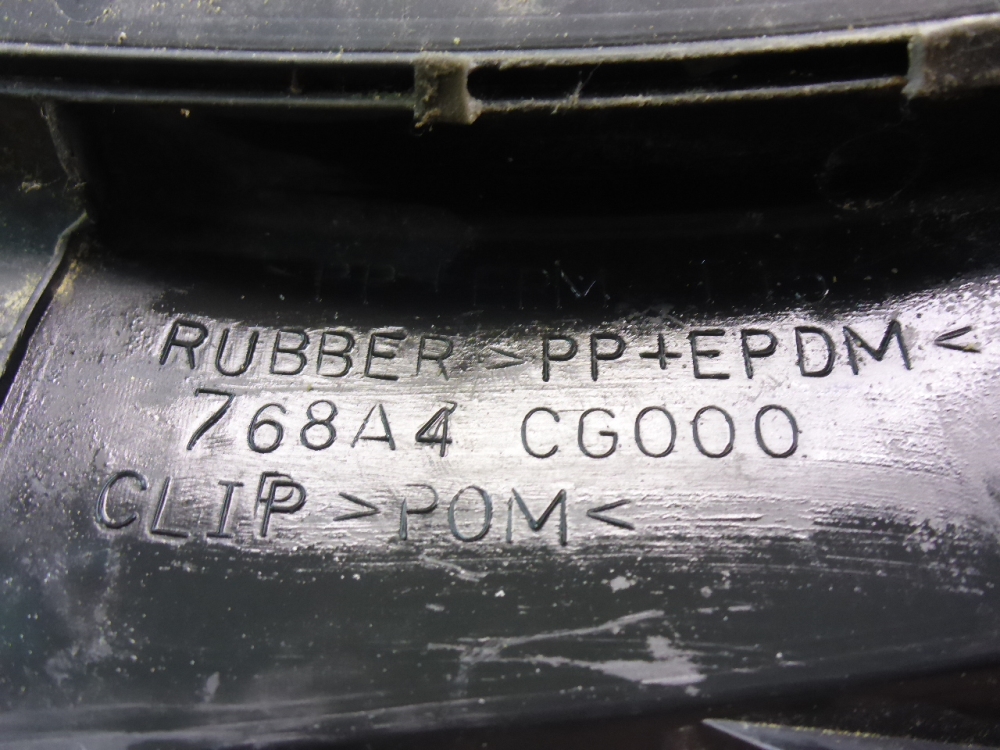 RUBBER >PP+EPDM<
768A4 CG000
CLIP >POM<